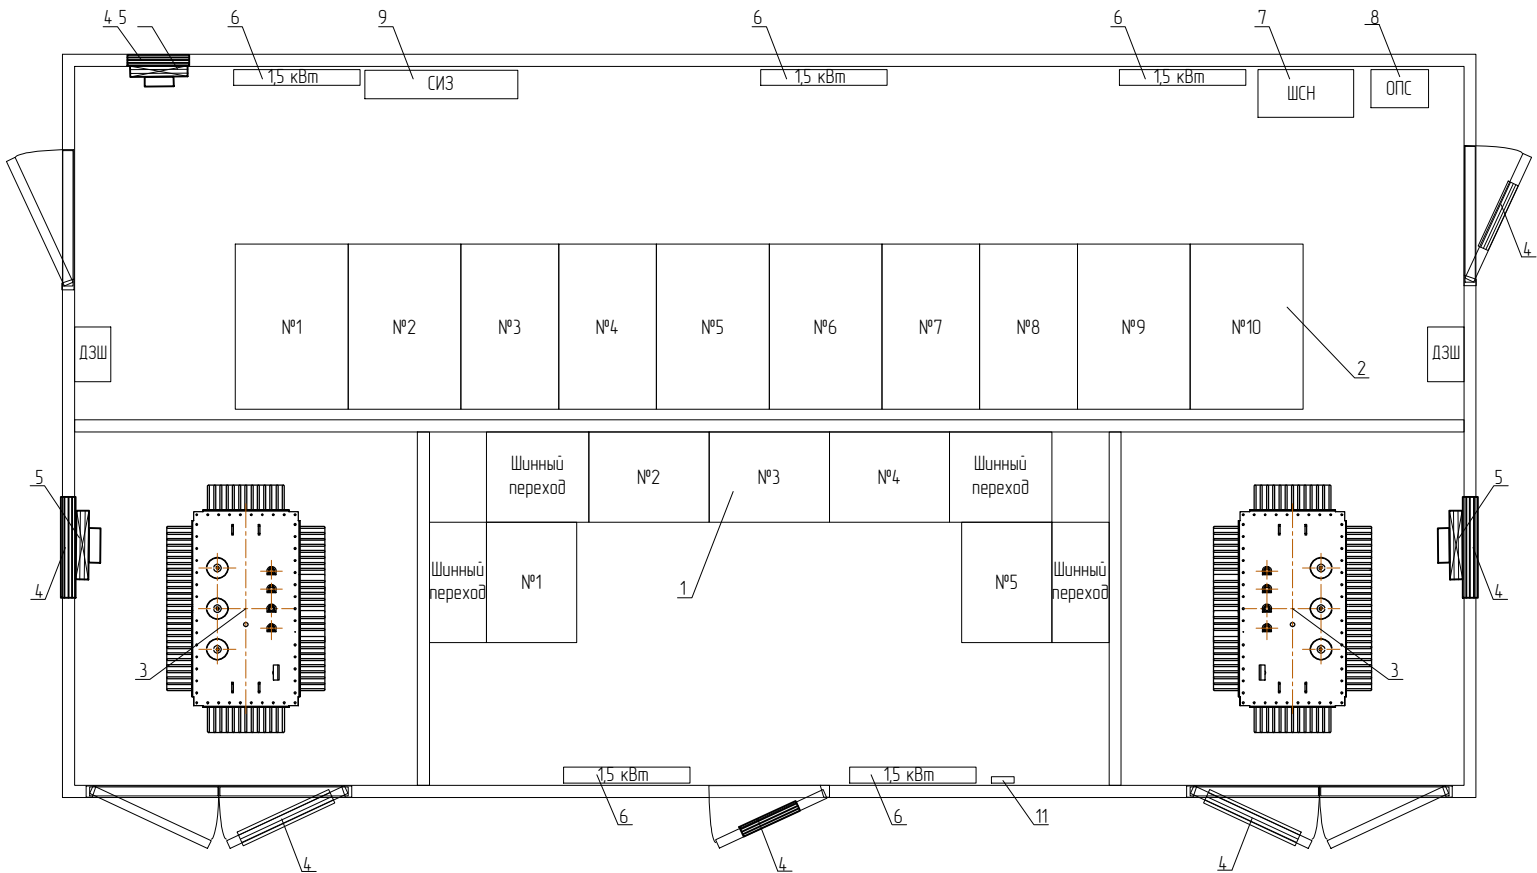 4 5 6 9 6 6 7 8
1,5 кВт СИЗ 1,5 кВт 1,5 кВт ШСН ОПС
4
№1 №2 №3 №4 №5 №6 №7 №8 №9 №10
ДЗШ ДЗШ
2
Шинный
переход
№2 №3 №4
Шинный
переход
5 5
Шинный
переход
№1 №5
Шинный
переход
4 1 4
3 3
1,5 кВт 1,5 кВт
6 6 11
4 4 4